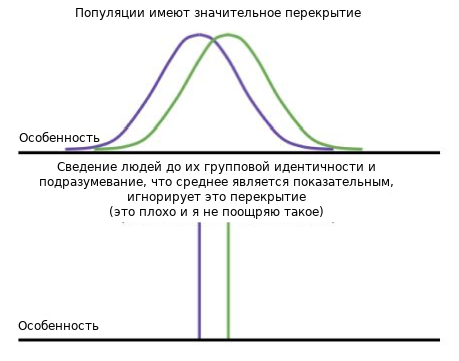 Популяции имеют значительное перекрытие
Особенность
Сведение людей до их групповой идентичности и
подразумевание, что среднее является показательным,
игнорирует это перекрытие
(это плохо и я не поощряю такое)
Особенность